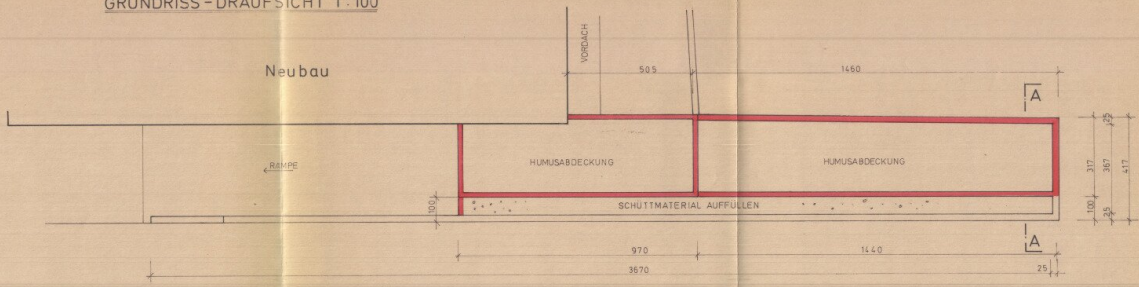 GRUNDRISS-DRAUFSICHT 1:100
VORDACH
Neubau
505
1460
A
25
RAMPE
HUMUSABDECKUNG
HUMUSABDECKUNG
317
367
417
100
SCHÜTTMATERIAL AUFFÜLLEN
100
25
A
970
1440
3670
25